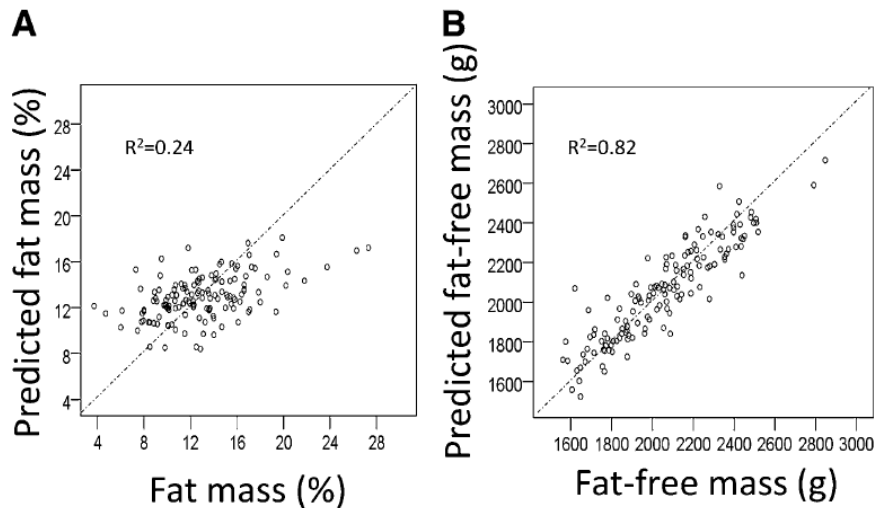 A
Predicted fat mass (%)
28
24
20
16
12
8
4
R²=0.24
4 8 12 16 20 24 28
Fat mass (%)
B
Predicted fat-free mass (g)
3000
2800
2600
2400
2200
2000
1800
1600
R²=0.82
1600 1800 2000 2200 2400 2600 2800 3000
Fat-free mass (g)